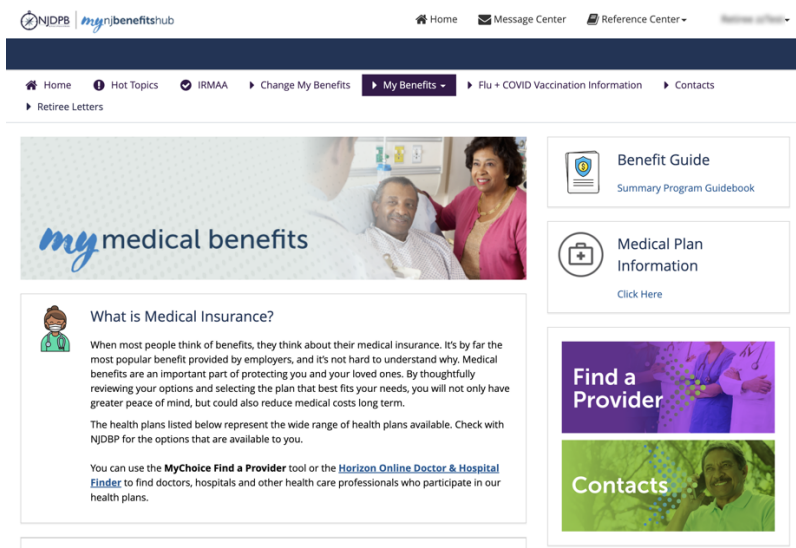 NJDPB mynjbenefitshub
Home Message Center Reference Center
Home Hot Topics IRMAA Change My Benefits My Benefits Flu + COVID Vaccination Information Contacts
Retiree Letters
my medical benefits
What is Medical Insurance?
When most people think of benefits, they think about their medical insurance. It's by far the
most popular benefit provided by employers, and it's not hard to understand why. Medical
benefits are an important part of protecting you and your loved ones. By thoughtfully
reviewing your options and selecting the plan that best fits your needs, you will not only have
greater peace of mind, but could also reduce medical costs long term.
The health plans listed below represent the wide range of health plans available. Check with
NJDBP for the options that are available to you.
You can use the MyChoice Find a Provider tool or the Horizon Online Doctor & Hospital
Finder to find doctors, hospitals and other health care professionals who participate in our
health plans.
Benefit Guide
Summary Program Guidebook
Medical Plan
Information
Click Here
Find a
Provider
Contacts